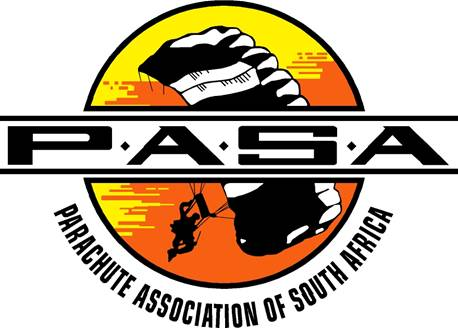 P·A·S·A
PARACHUTE ASSOCIATION OF SOUTH AFRICA